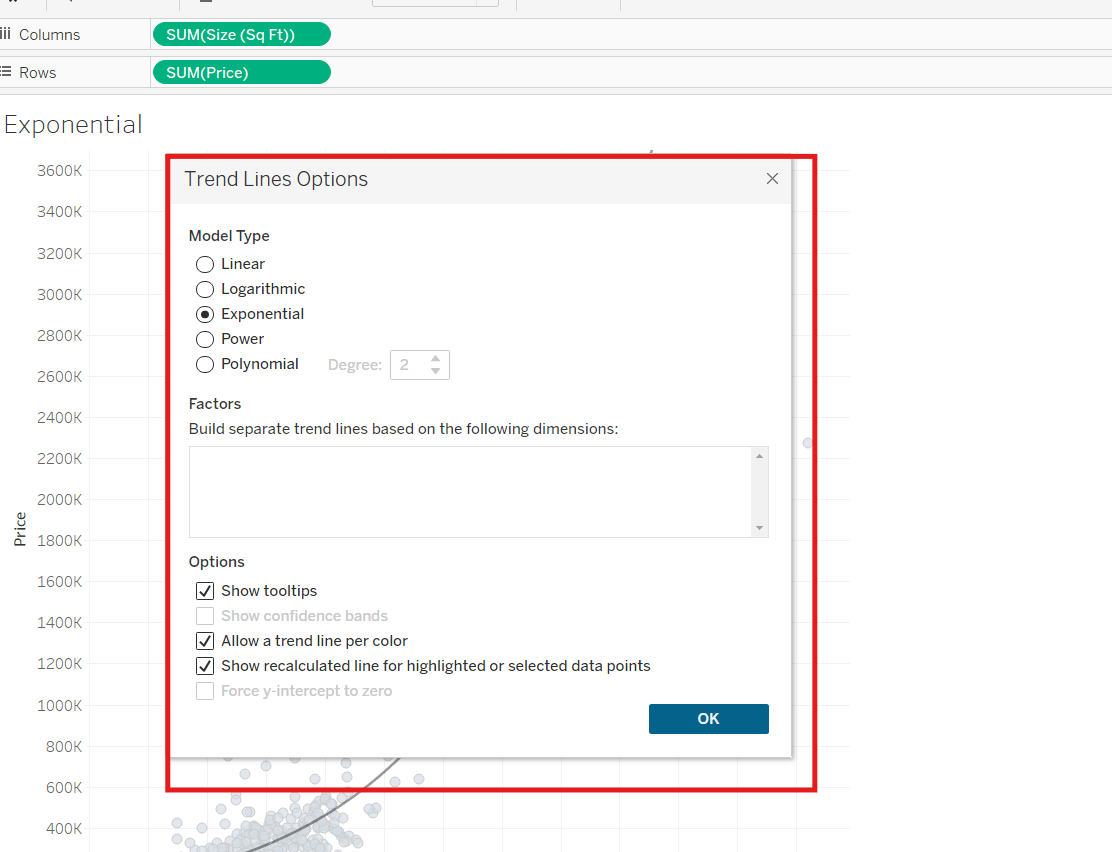 Columns
SUM(Size (Sq Ft))
Rows
SUM(Price)
Exponential
3600K
3400K
3200K
3000K
2800K
2600K
2400K
2200K
2000K
1800K
1600K
1400K
1200K
1000K
800K
600K
400K
Price
Trend Lines Options
Model Type
Linear
Logarithmic
Exponential
Power
Polynomial Degree: 2
Factors
Build separate trend lines based on the following dimensions:
Options
Show tooltips
Show confidence bands
Allow a trend line per color
Show recalculated line for highlighted or selected data points
Force y-intercept to zero
OK